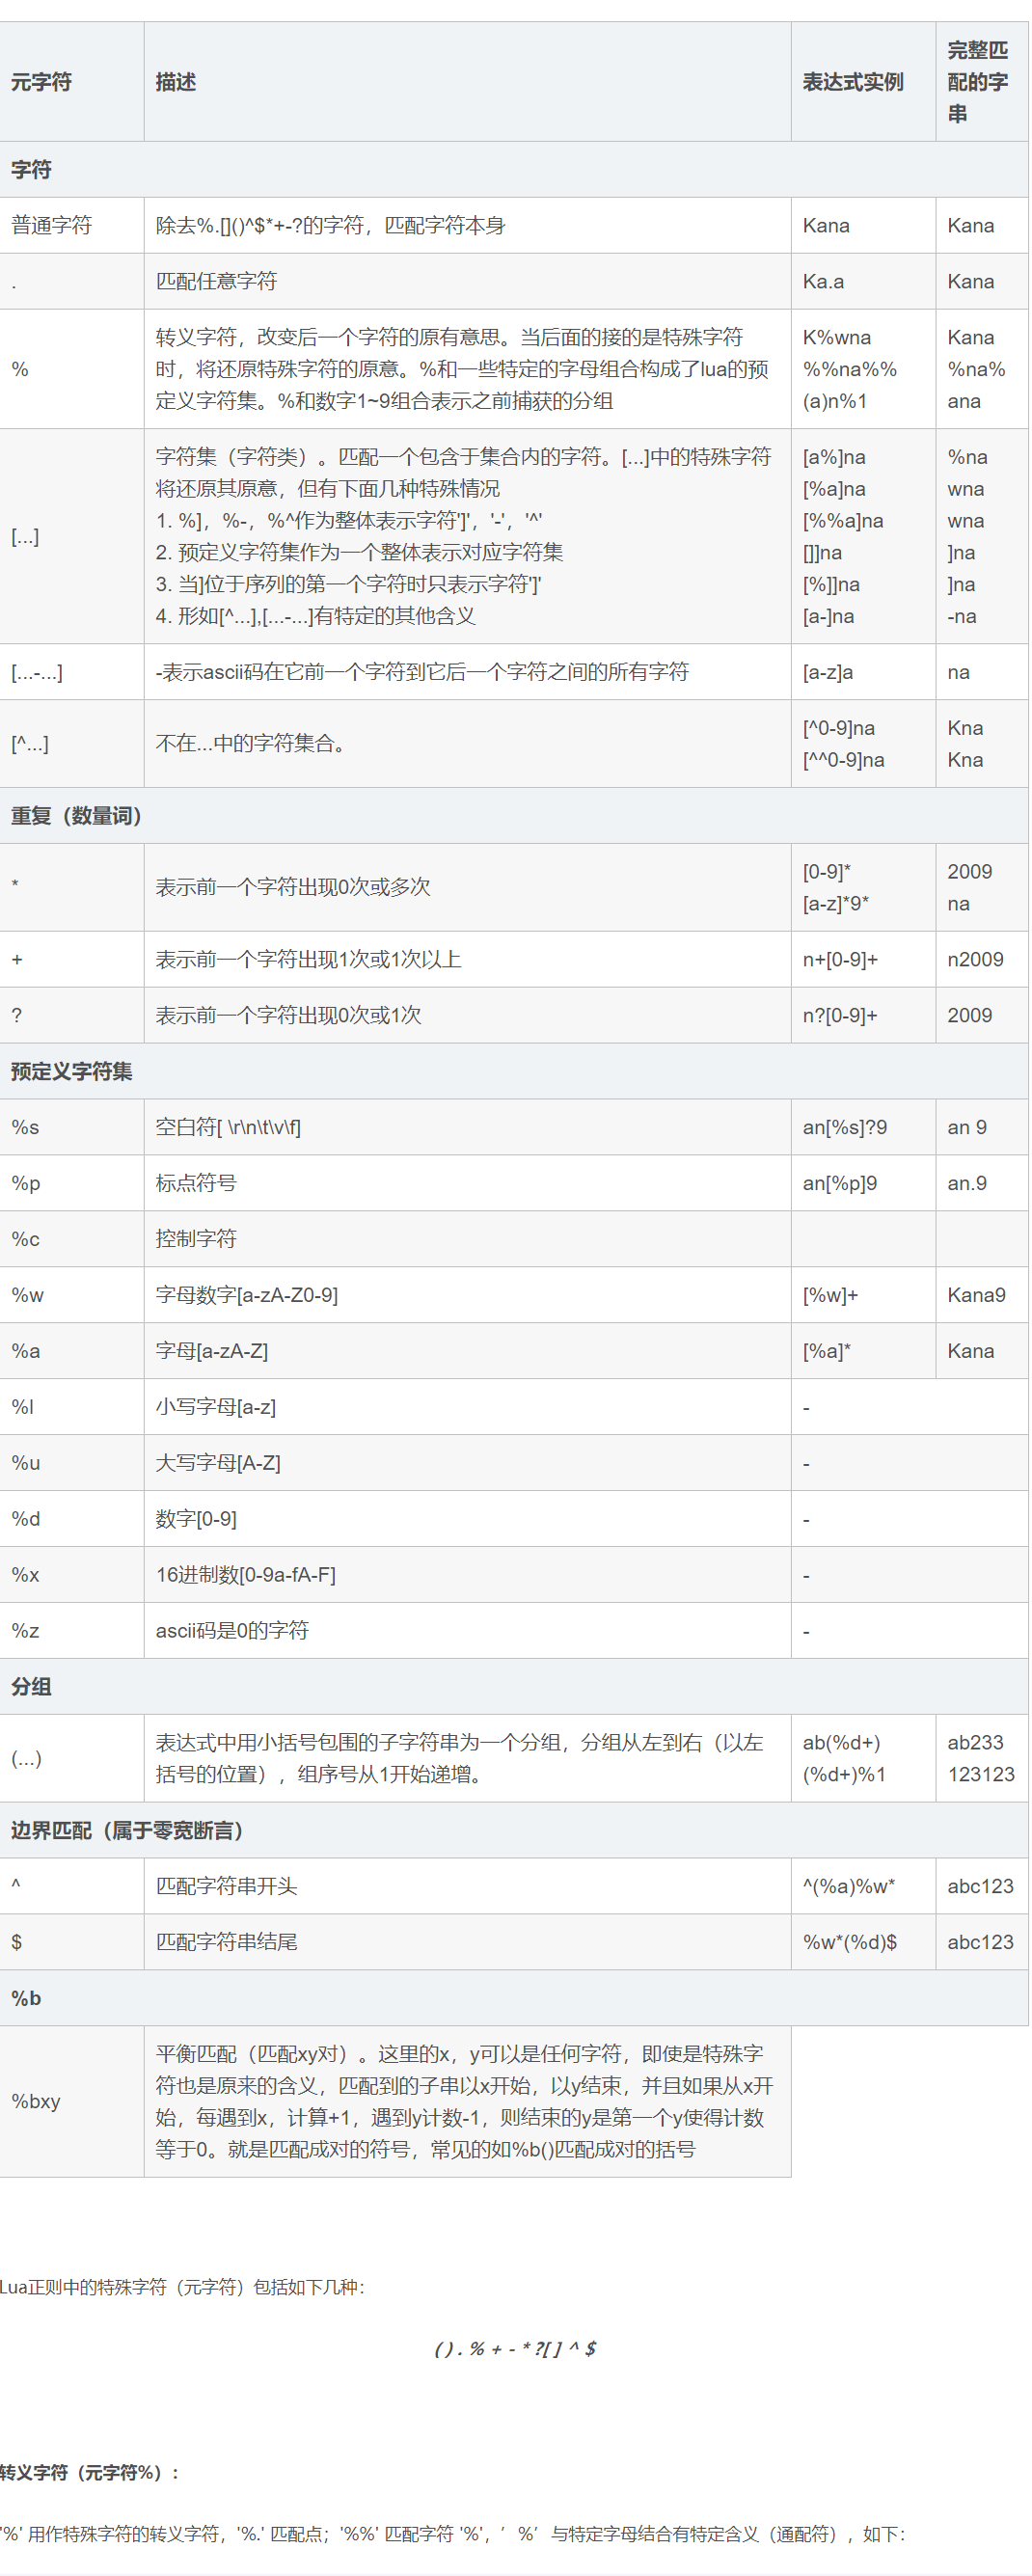 元字符 描述 表达式实例 完整匹配的字串
字符
普通字符 除去%.[]()^$*+-?的字符，匹配字符本身 Kana Kana
. 匹配任意字符 Ka.a Kana
% 转义字符，改变后一个字符的原有意思。当后面的接的是特殊字符 K%wna Kana
时，将还原特殊字符的原意。%和一些特定的字母组合构成了lua的预 %%na%% %na%
定义字符集。%和数字1~9组合表示之前捕获的分组 (a)n%1 ana
[...] 字符集（字符类）。匹配一个包含于集合内的字符。[...]中的特殊字符 [a%]na %na
将还原其原意，但有下面几种特殊情况 [%a]na wna
1. %]，%-，%^作为整体表示字符']'，'-'，'^' [%%a]na wna
2. 预定义字符集作为一个整体表示对应字符集 []]na ]na
3. 当]位于序列的第一个字符时只表示字符']' [%]]na ]na
4. 形如[^...],[...-...]有特定的其他含义 [a-]na -na
[...-...] -表示ascii码在它前一个字符到它后一个字符之间的所有字符 [a-z]a na
[^...] 不在...中的字符集合。 [^0-9]na Kna
[^^0-9]na Kna
重复（数量词）
* 表示前一个字符出现0次或多次 [0-9]* 2009
[a-z]*9* na
+ 表示前一个字符出现1次或1次以上 n+[0-9]+ n2009
? 表示前一个字符出现0次或1次 n?[0-9]+ 2009
预定义字符集
%s 空白符[ \r\n\t\v\f] an[%s]?9 an 9
%p 标点符号 an[%p]9 an.9
%c 控制字符
%w 字母数字[a-zA-Z0-9] [%w]+ Kana9
%a 字母[a-zA-Z] [%a]* Kana
%l 小写字母[a-z] -
%u 大写字母[A-Z] -
%d 数字[0-9] -
%x 16进制数[0-9a-fA-F] -
%z ascii码是0的字符 -
分组
(...) 表达式中用小括号包围的子字符串为一个分组，分组从左到右（以左 ab(%d+) ab233
括号的位置），组序号从1开始递增。 (%d+)%1 123123
边界匹配（属于零宽断言）
^ 匹配字符串开头 ^(%a)%w* abc123
$ 匹配字符串结尾 %w*(%d)$ abc123
%b
%bxy 平衡匹配（匹配xy对）。这里的x，y可以是任何字符，即使是特殊字
符也是原来的含义，匹配到的子串以x开始，以y结束，并且如果从x开
始，每遇到x，计算+1，遇到y计数-1，则结束的y是第一个y使得计数
等于0。就是匹配成对的符号，常见的如%b()匹配成对的括号
Lua正则中的特殊字符（元字符）包括如下几种：
( ) . % + - * ?[ ] ^ $
转义字符（元字符%）：
'%' 用作特殊字符的转义字符，'%.' 匹配点；'%%' 匹配字符 '%'，’%’与特定字母结合有特定含义（通配符），如下：